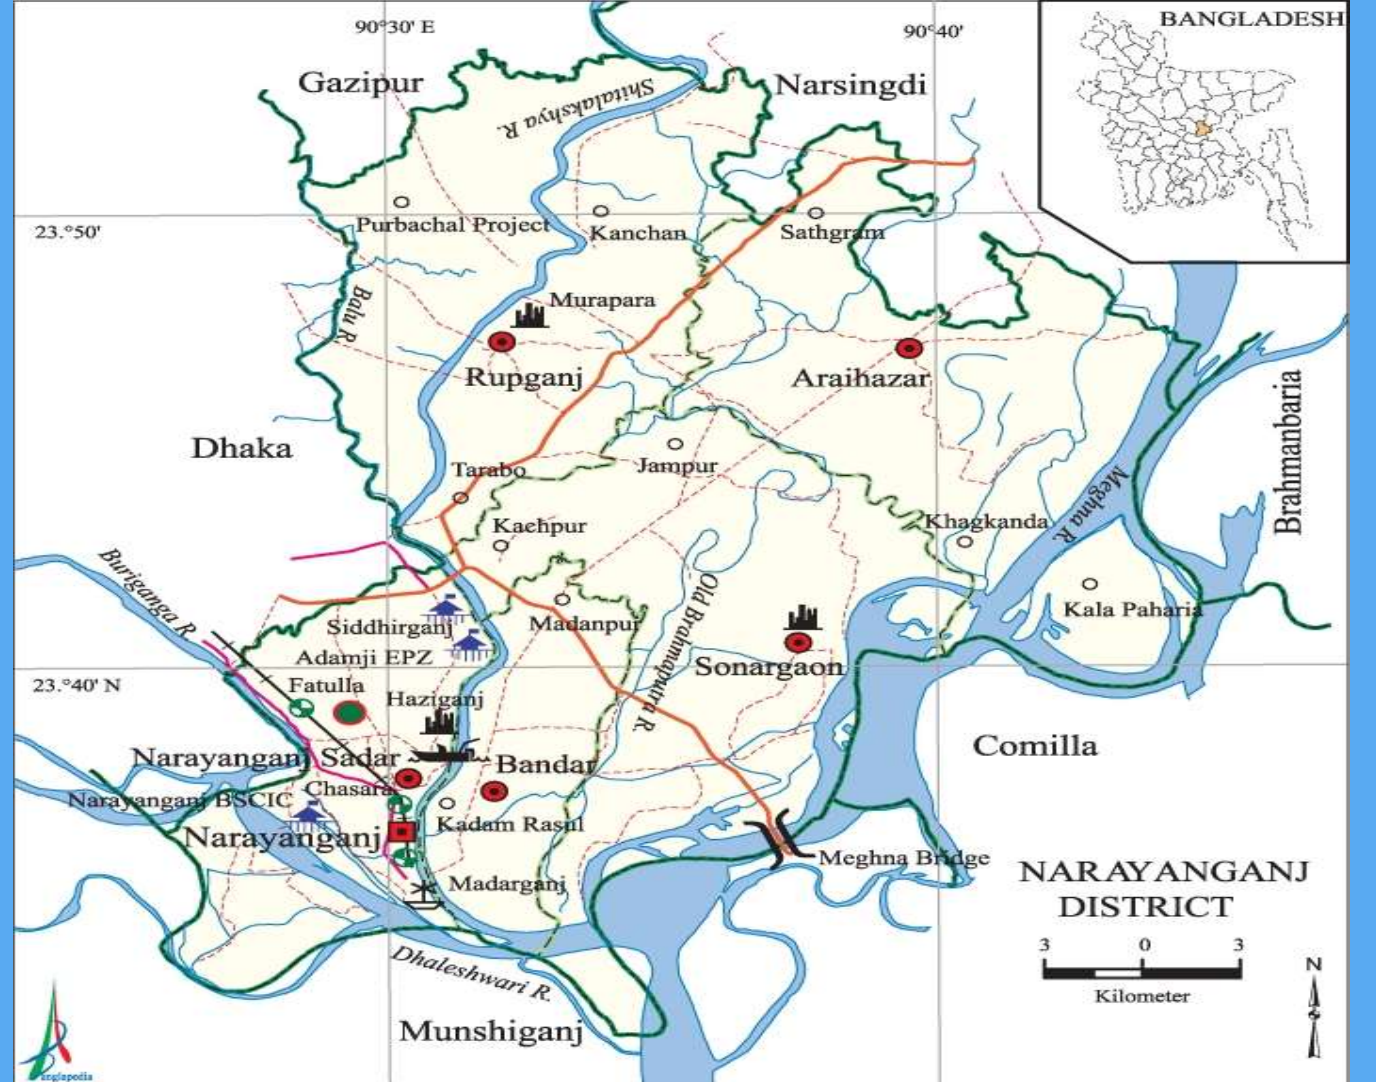 BANGLADESH
90°30' E
90°40'
Gazipur
Narsingdi
Shitalakshya R.
Purbachal Project
Kanchan
Sathgram
23.°50'
Balu R.
Murapara
Rupganj
Araihazar
Brahmanbaria
Dhaka
Tarabo
Jampur
Meghna R.
Kachpur
Khagkanda
Buriganga R
Old Brahmaputra R.
Kala Paharia
Siddhirganj
Madanpur
Adamji EPZ
Sonargaon
23.°40' N
Fatulla
Haziganj
Comilla
Narayanganj Sadar
Bandar
Chasara
Narayanganj BSCIC
Kadam Rasul
Narayanganj
Meghna Bridge
Madarganj
NARAYANGANJ
DISTRICT
3 0 3
Kilometer
N
Dhaleshwari R.
Munshiganj
anglapedia